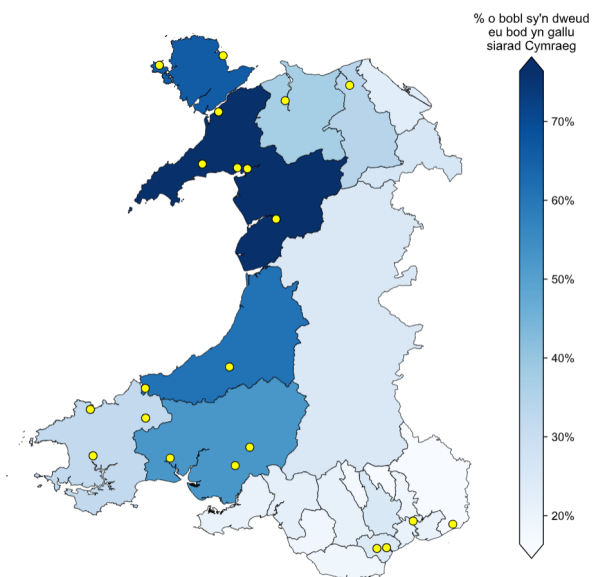 % o bobl sy'n dweud
eu bod yn gallu
siarad Cymraeg
70%
60%
50%
40%
30%
20%